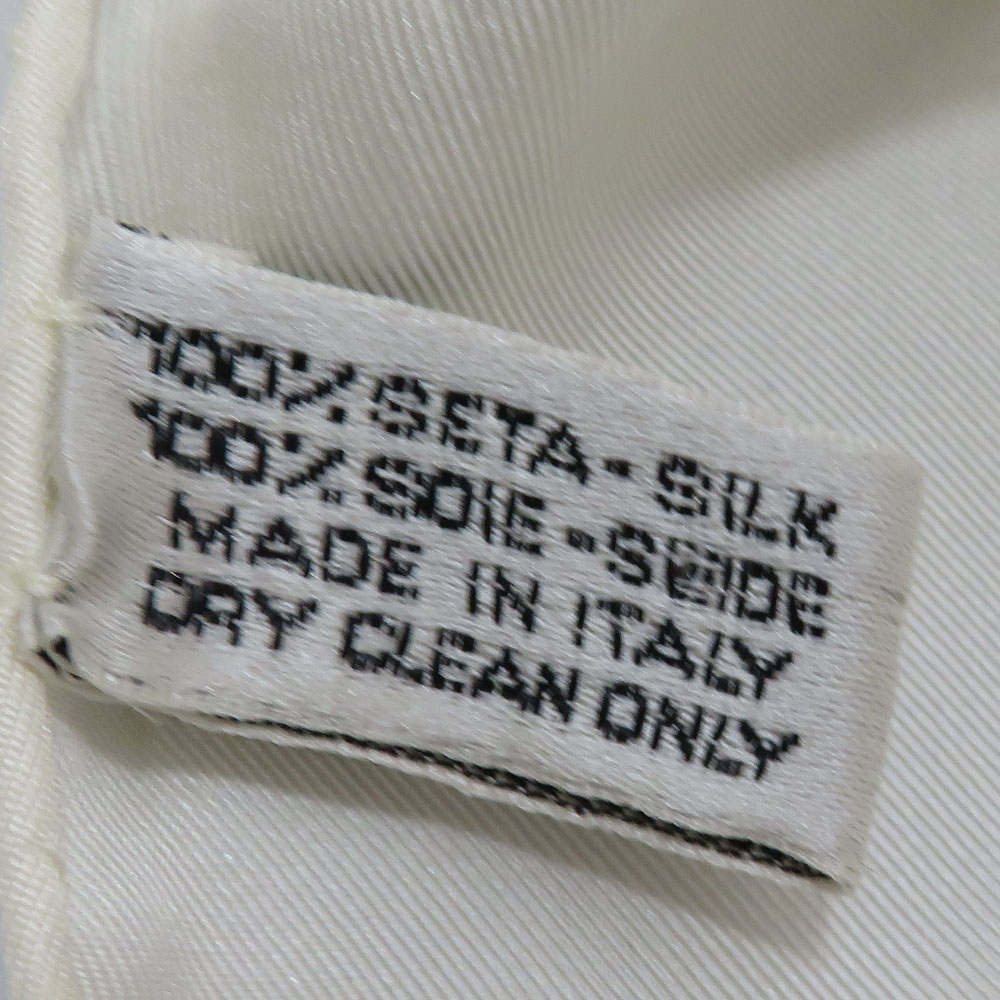 100% SETA - SILK
100% SOIE - SEIDE
MADE IN ITALY
DRY CLEAN ONLY